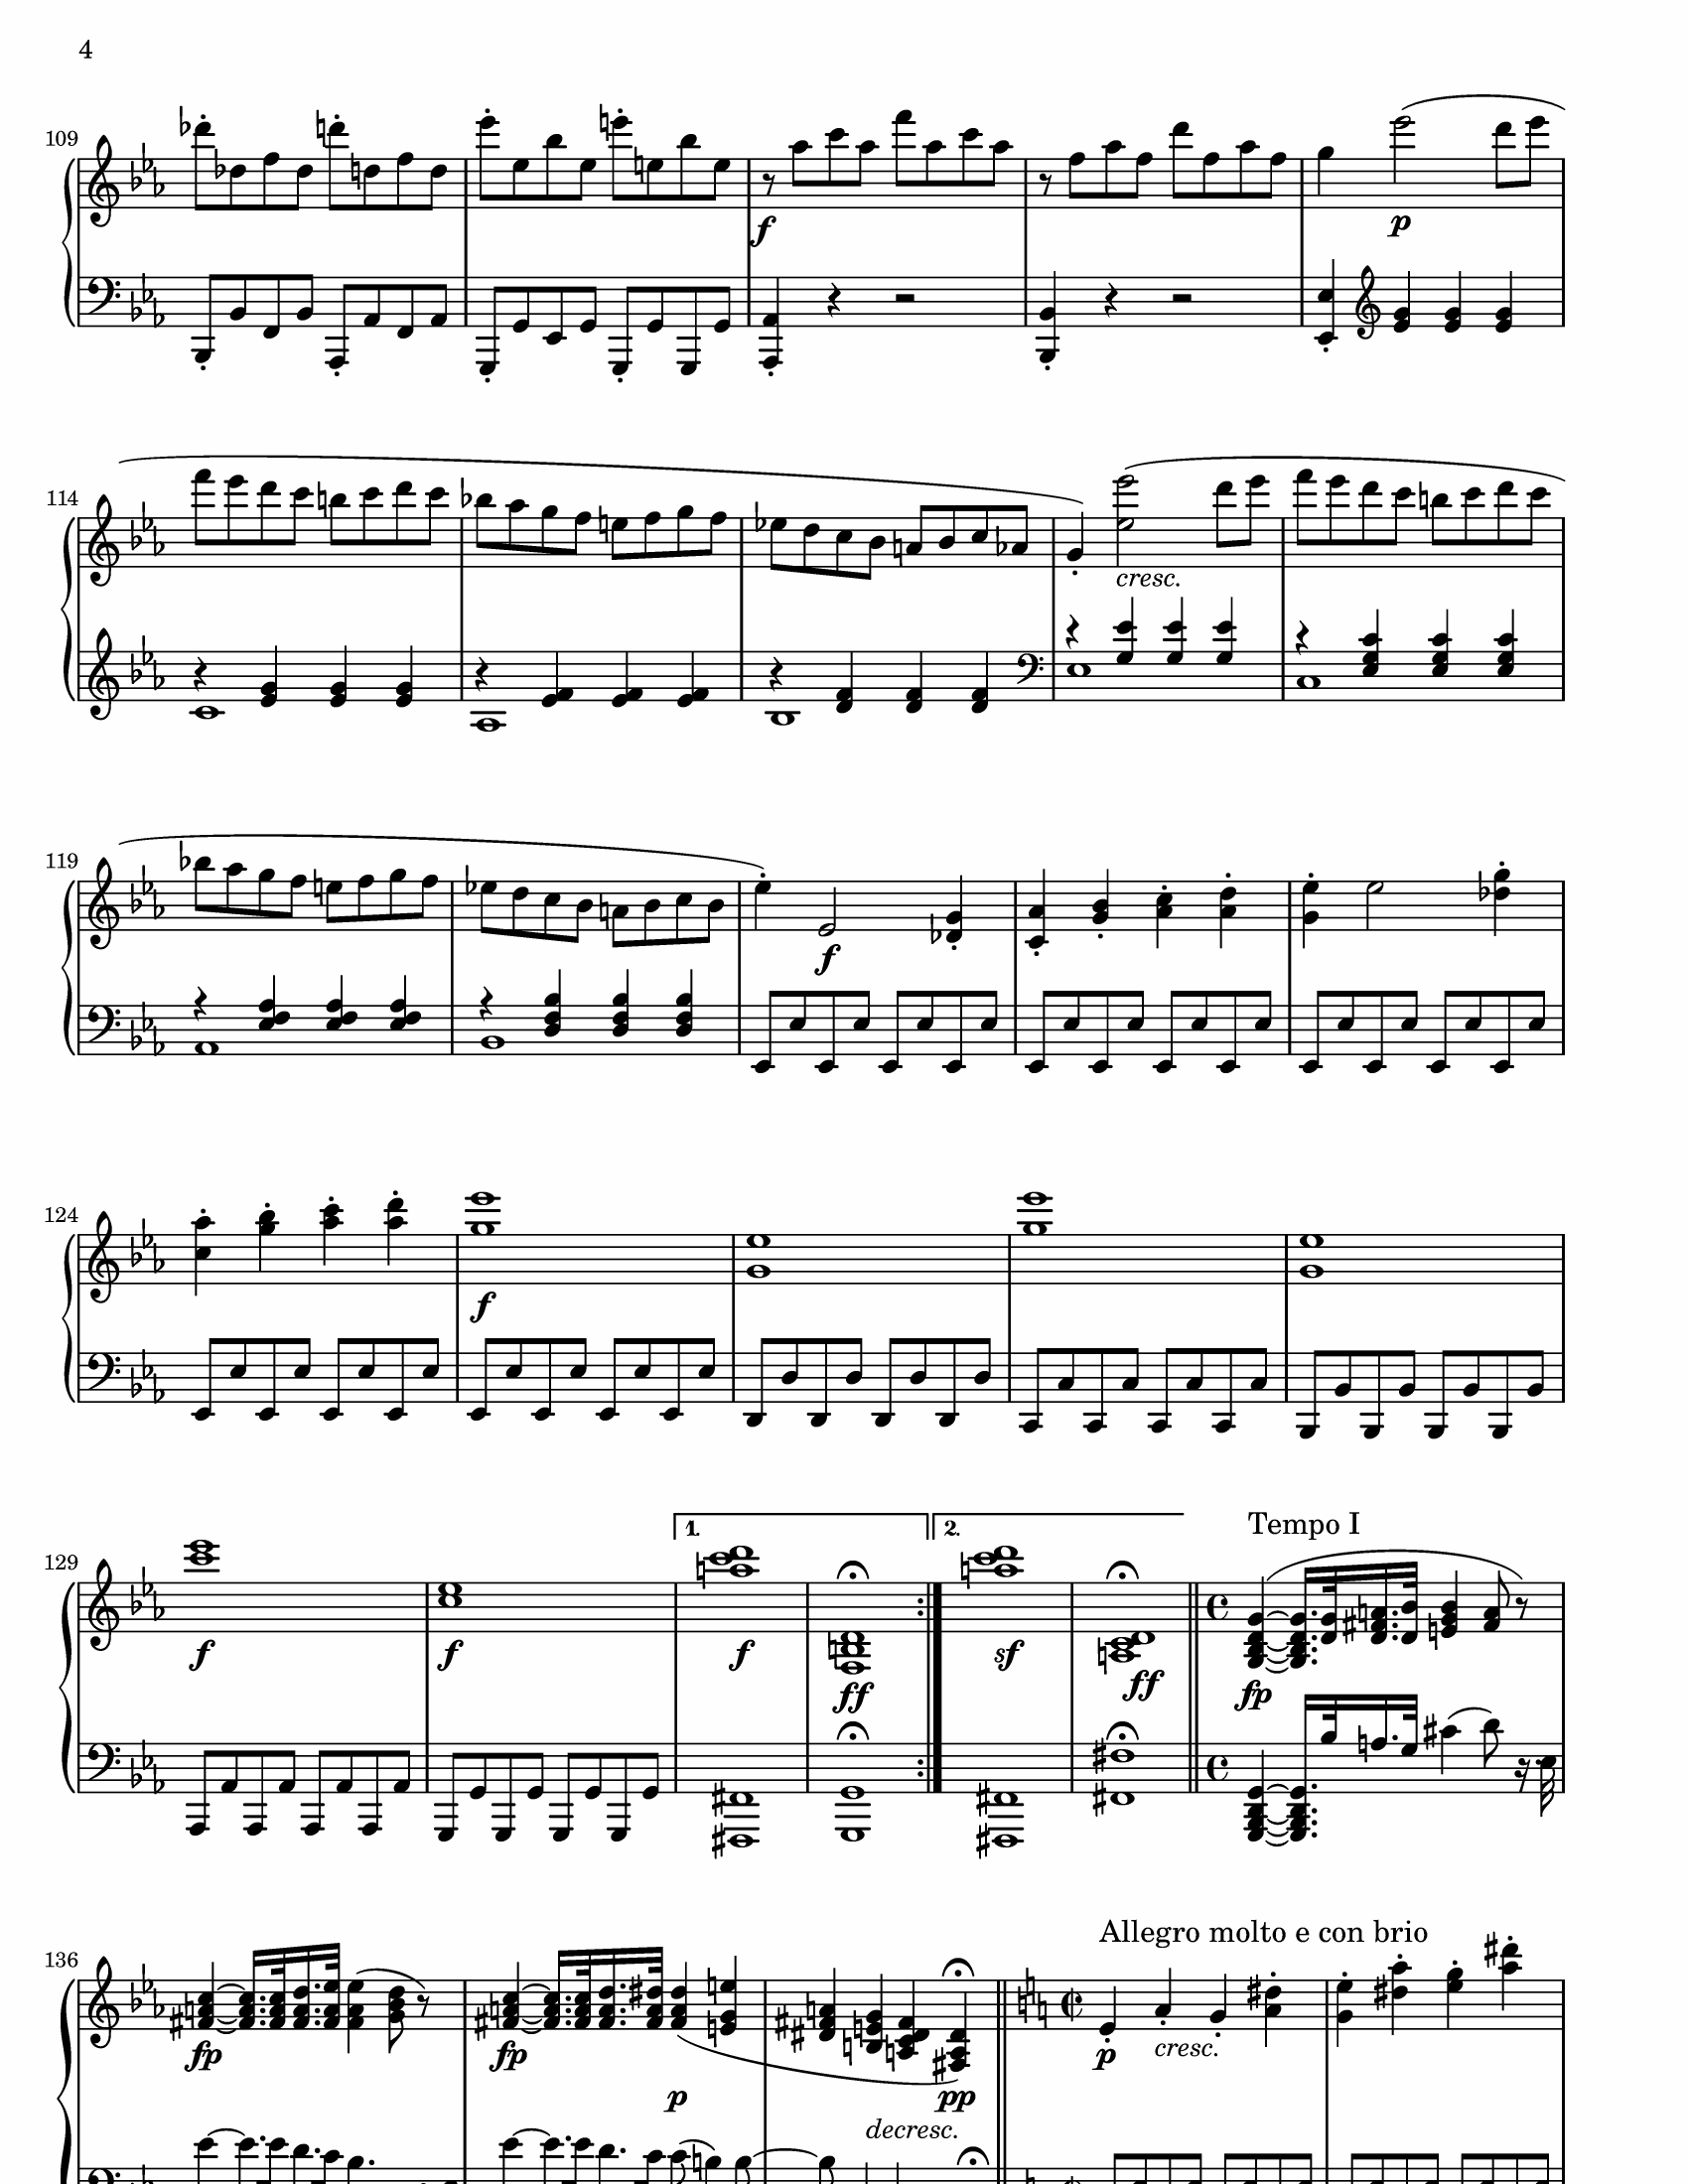 4
109
f
p
114
cresc.
119
f
124
f
129
f
f
1.
f
ff
2.
sf
ff
Tempo I
fp
136
fp
fp
p
decresc.
pp
Allegro molto e con brio
p
cresc.